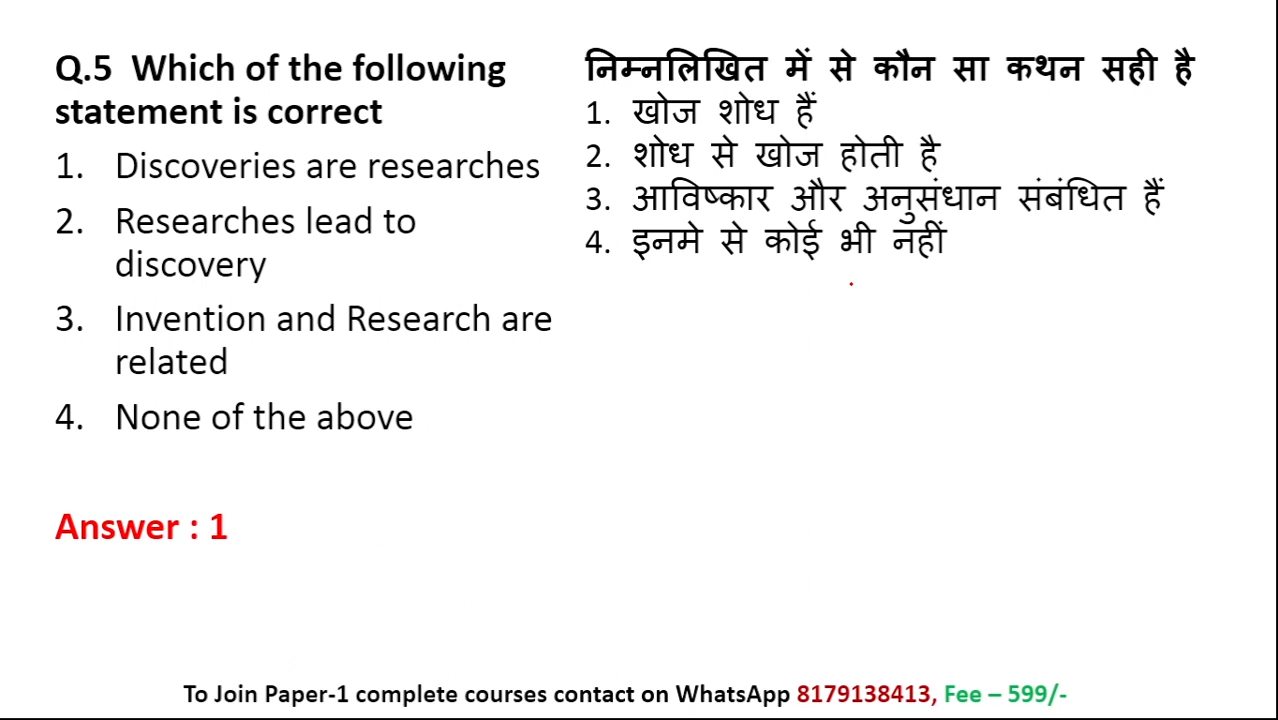 Q.5 Which of the following
statement is correct
1. Discoveries are researches
2. Researches lead to
discovery
3. Invention and Research are
related
4. None of the above
Answer : 1
निम्नलिखित में से कौन सा कथन सही है
1. खोज शोध हैं
2. शोध से खोज होती है
3. आविष्कार और अनुसंधान संबंधित हैं
4. इनमे से कोई भी नहीं
To Join Paper-1 complete courses contact on WhatsApp 8179138413, Fee – 599/-